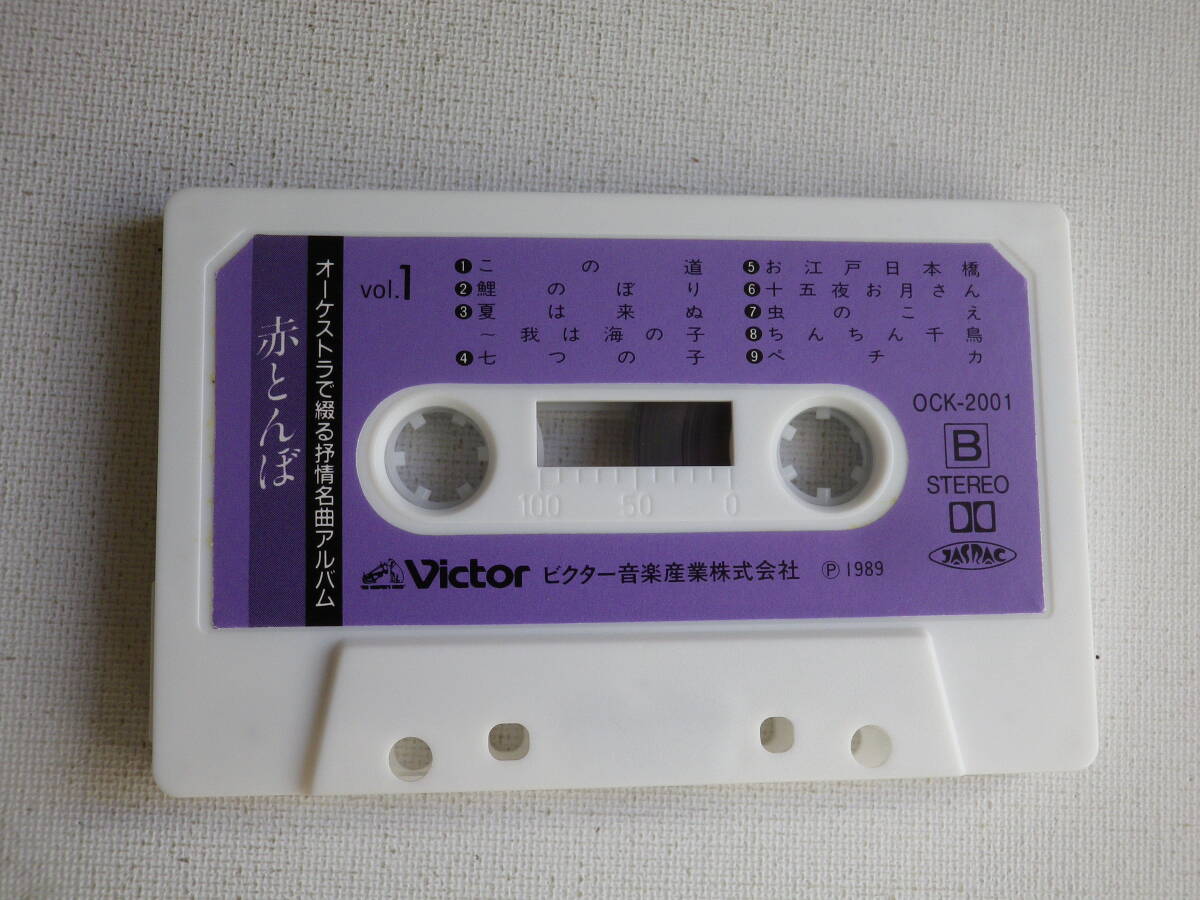 赤とんぼ
オーケストラで綴る抒情名曲アルバム
vol.1
❶この道
❷鯉のぼり
❸夏は来ぬ
〜我は海の子
❹七つの子
❺お江戸日本橋
❻十五夜お月さん
❼虫のこえ
❽ちんちん千鳥
❾ペチカ
OCK-2001
B
STEREO
JASRAC
100 50 0
Victor ビクター音楽産業株式会社 ℗1989